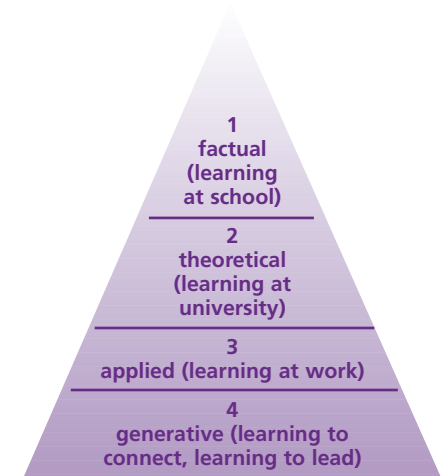 1
factual
(learning
at school)
2
theoretical
(learning at
university)
3
applied (learning at work)
4
generative (learning to
connect, learning to lead)